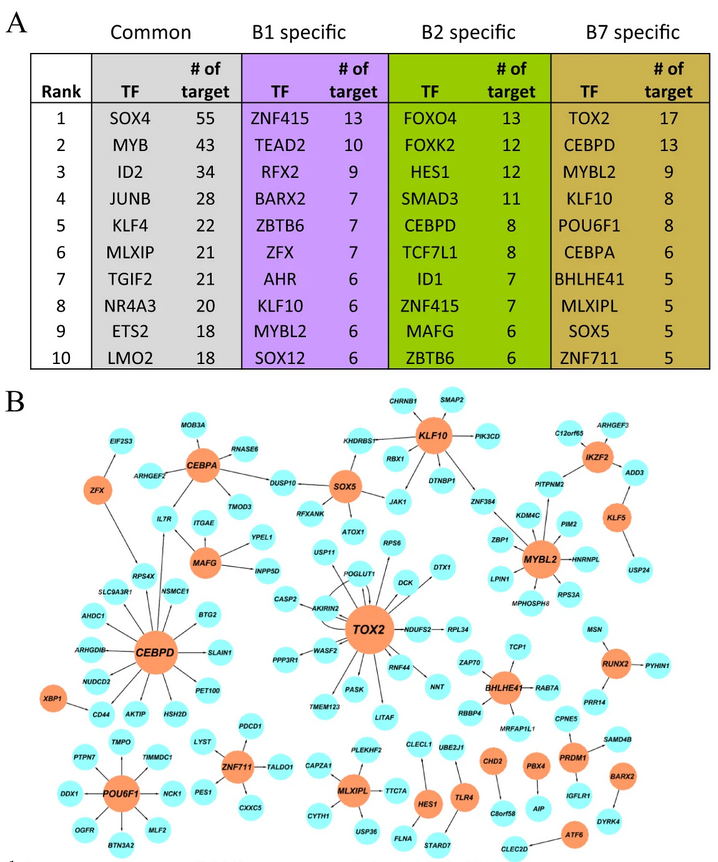 A
Common B1 specific B2 specific B7 specific
Rank TF # of target TF # of target TF # of target TF # of target
1 SOX4 55 ZNF415 13 FOXO4 13 TOX2 17
2 MYB 43 TEAD2 10 FOXK2 12 CEBPD 13
3 ID2 34 RFX2 9 HES1 12 MYBL2 9
4 JUNB 28 BARX2 7 SMAD3 11 KLF10 8
5 KLF4 22 ZBTB6 7 CEBPD 8 POU6F1 8
6 MLXIP 21 ZFX 7 TCF7L1 8 CEBPA 6
7 TGIF2 21 AHR 6 ID1 7 BHLHE41 5
8 NR4A3 20 KLF10 6 ZNF415 7 MLXIPL 5
9 ETS2 18 MYBL2 6 MAFG 6 SOX5 5
10 LMO2 18 SOX12 6 ZBTB6 6 ZNF711 5
B
CHRNB1 SMAP2
MOB3A
EIF2S3 KHDRBS1 KLF10 PIK3CD C12orf65 ARHGEF3
RNASE6
CEBPA RBX1 IKZF2
ARHGEF2 DUSP10 SOX5 DTNBP1 PITPNM2 ADD3
ZFX JAK1 ZNF384
TMOD3 RFXANK KLF5
IL7R ITGAE ATOX1 KDM4C PIM2
YPEL1 RPS6 ZBP1
MAFG USP11 MYBL2 HNRNPL
RPS4X INPP5D POGLUT1 DTX1 LPIN1 USP24
SLC9A3R1 NSMCE1 DCK RPS3A
CASP2 AKIRIN2 MPHOSPH8
AHDC1 BTG2
TOX2 NDUFS2 RPL34 MSN
ARHGDIB CEBPD SLAIN1 WASF2 TCP1
PPP3R1 RNF44 ZAP70 RUNX2 PYHIN1
NUDCD2 PET100 PASK NNT BHLHE41 RAB7A
XBP1 TMEM123 RBBP4 PRR14
CD44 AKTIP HSH2D LITAF MRFAP1L1 CPNE5
PDCD1
TMPO LYST PLEKHF2 CLECL1 UBE2J1 SAMD4B
PTPN7 TIMMDC1 CAPZA1 CHD2 PBX4 PRDM1
ZNF711 TALDO1 BARX2
DDX1 POU6F1 NCK1 PES1 MLXIPL TTC7A HES1 TLR4 IGFLR1
CXXC5 CYTH1 C8orf58 AIP
OGFR MLF2 USP36 FLNA DYRK4
BTN3A2 STARD7 CLEC2D ATF6